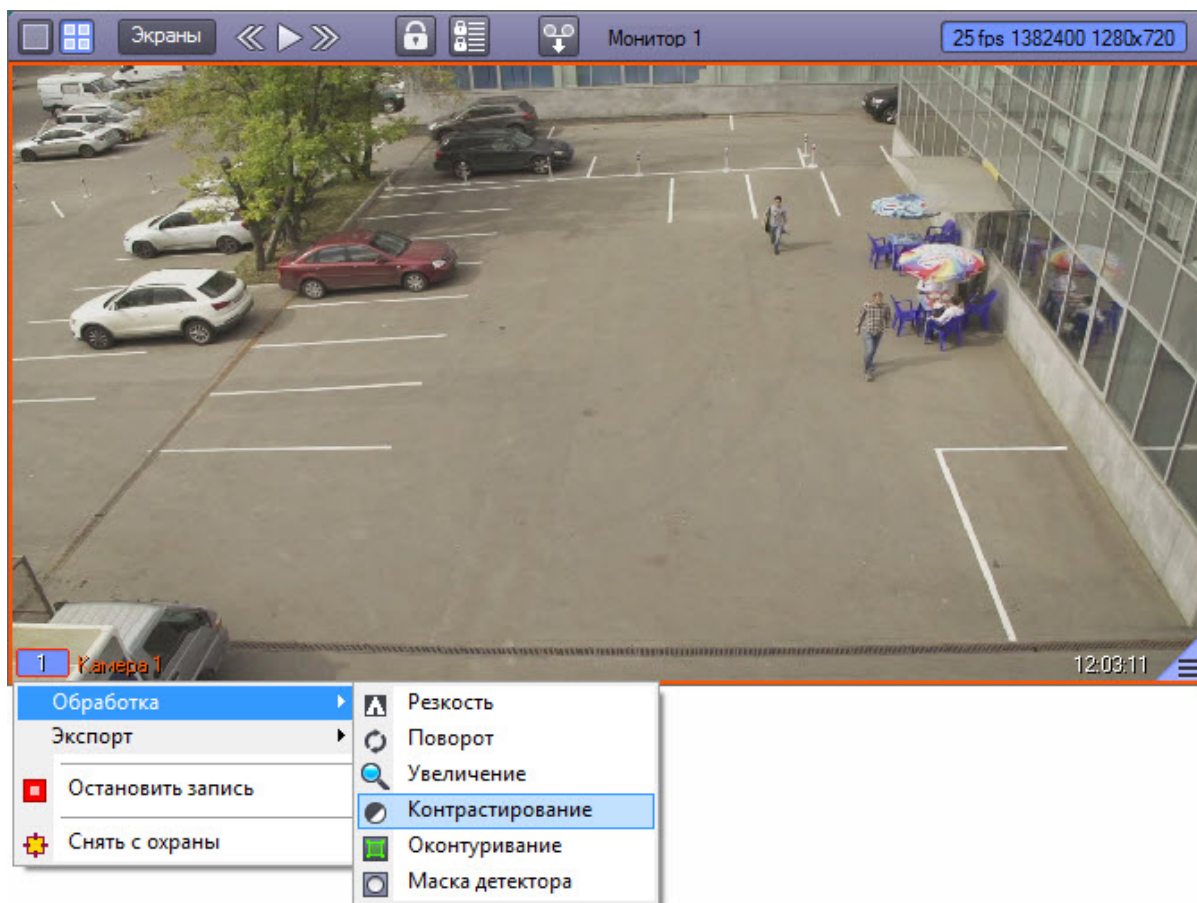 Экраны
Монитор 1
25 fps 1382400 1280x720
1 Камера 1
12:03:11
Обработка
Экспорт
Остановить запись
Снять с охраны
Резкость
Поворот
Увеличение
Контрастирование
Оконтуривание
Маска детектора